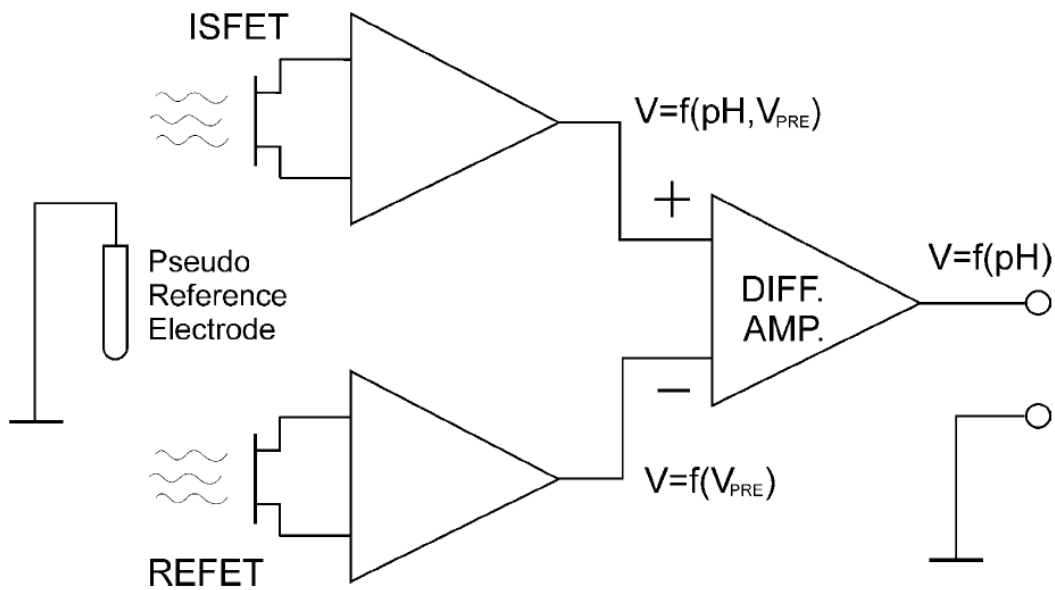 ISFET
V=f(pH,VPRE)
+
Pseudo
Reference
Electrode
V=f(pH)
DIFF.
AMP.
−
V=f(VPRE)
REFET